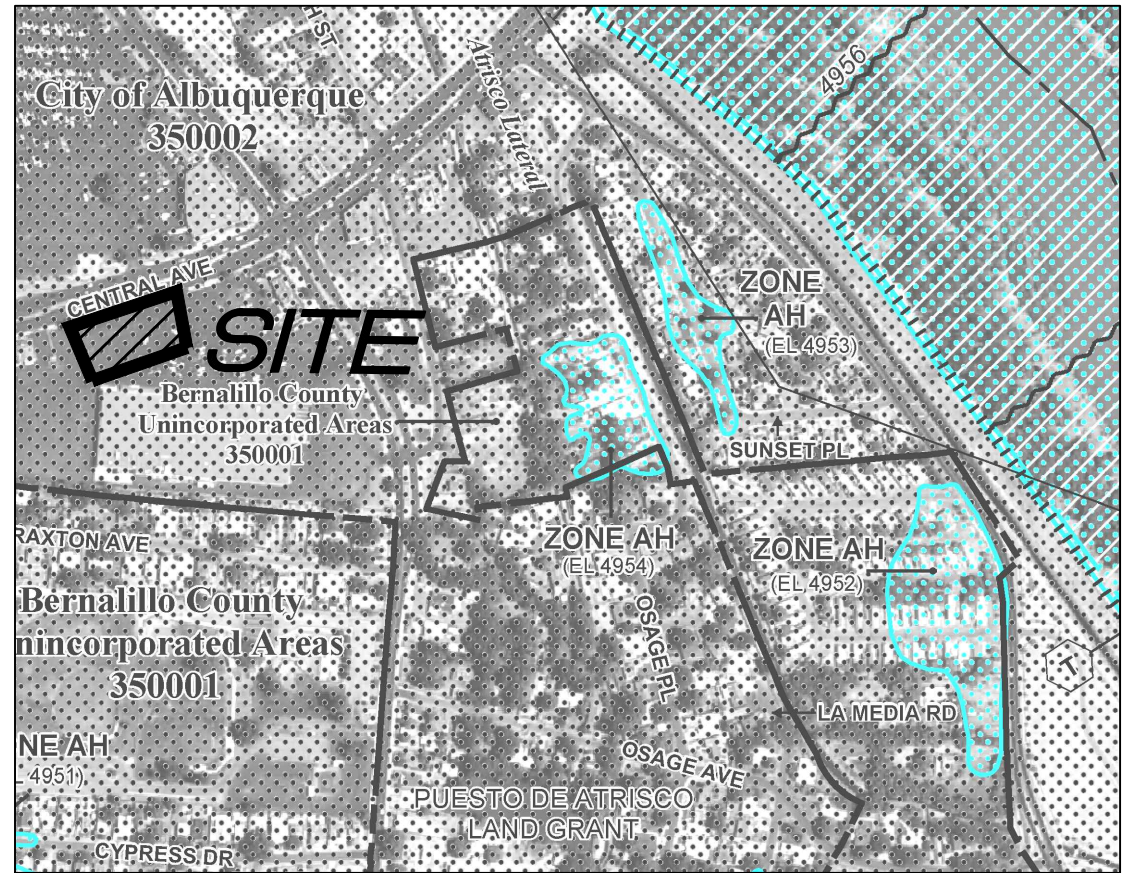 H ST
Atrisco Lateral
4956
City of Albuquerque
350002
CENTRAL AVE
SITE
ZONE
AH
(EL 4953)
Bernalillo County
Unincorporated Areas
350001
SUNSET PL
ZONE AH
(EL 4954)
ZONE AH
(EL 4952)
RAXTON AVE
Bernalillo County
nincorporated Areas
350001
OSAGE PL
T
LA MEDIA RD
NE AH
L 4951)
OSAGE AVE
PUESTO DE ATRISCO
LAND GRANT
CYPRESS DR